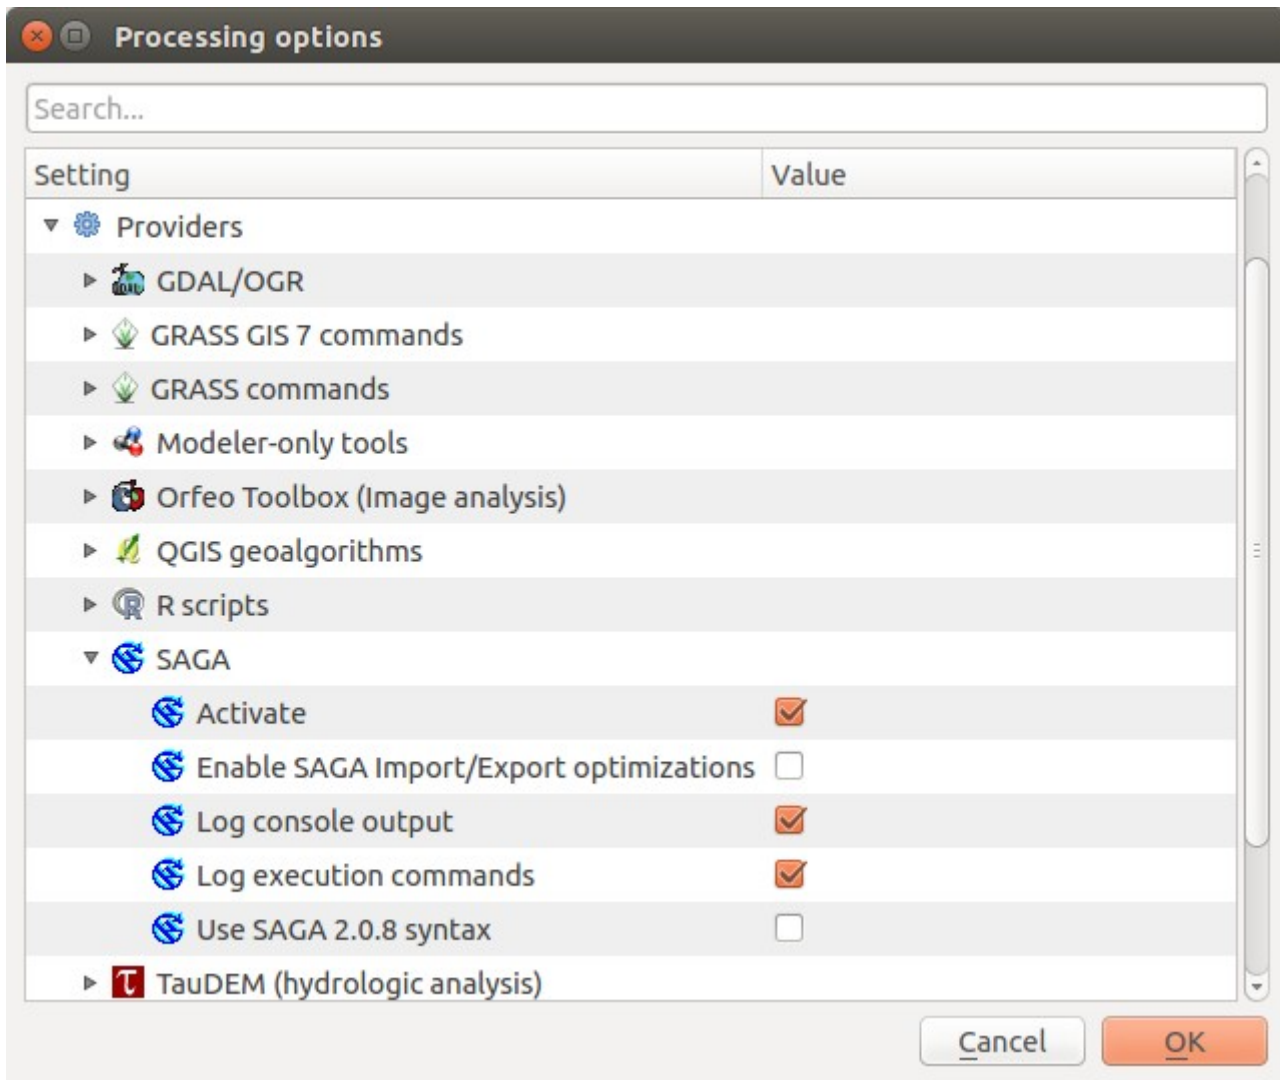 Processing options
Search...
Setting Value
Providers
GDAL/OGR
GRASS GIS 7 commands
GRASS commands
Modeler-only tools
Orfeo Toolbox (Image analysis)
QGIS geoalgorithms
R scripts
SAGA
Activate
Enable SAGA Import/Export optimizations
Log console output
Log execution commands
Use SAGA 2.0.8 syntax
TauDEM (hydrologic analysis)
Cancel OK